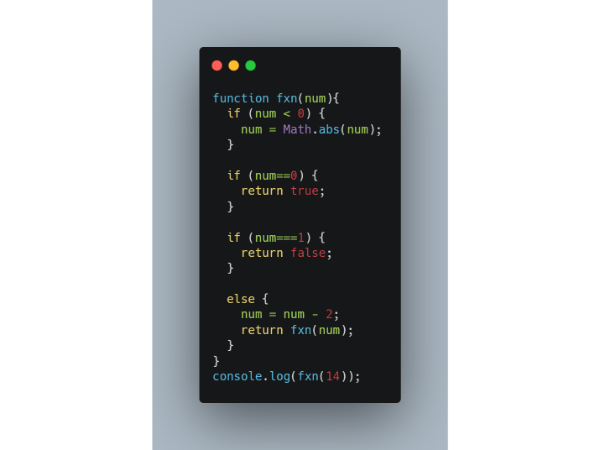 function fxn(num){
  if (num < 0) {
    num = Math.abs(num);
  }

  if (num==0) {
    return true;
  }

  if (num===1) {
    return false;
  }

  else {
    num = num - 2;
    return fxn(num);
  }
}
console.log(fxn(14));